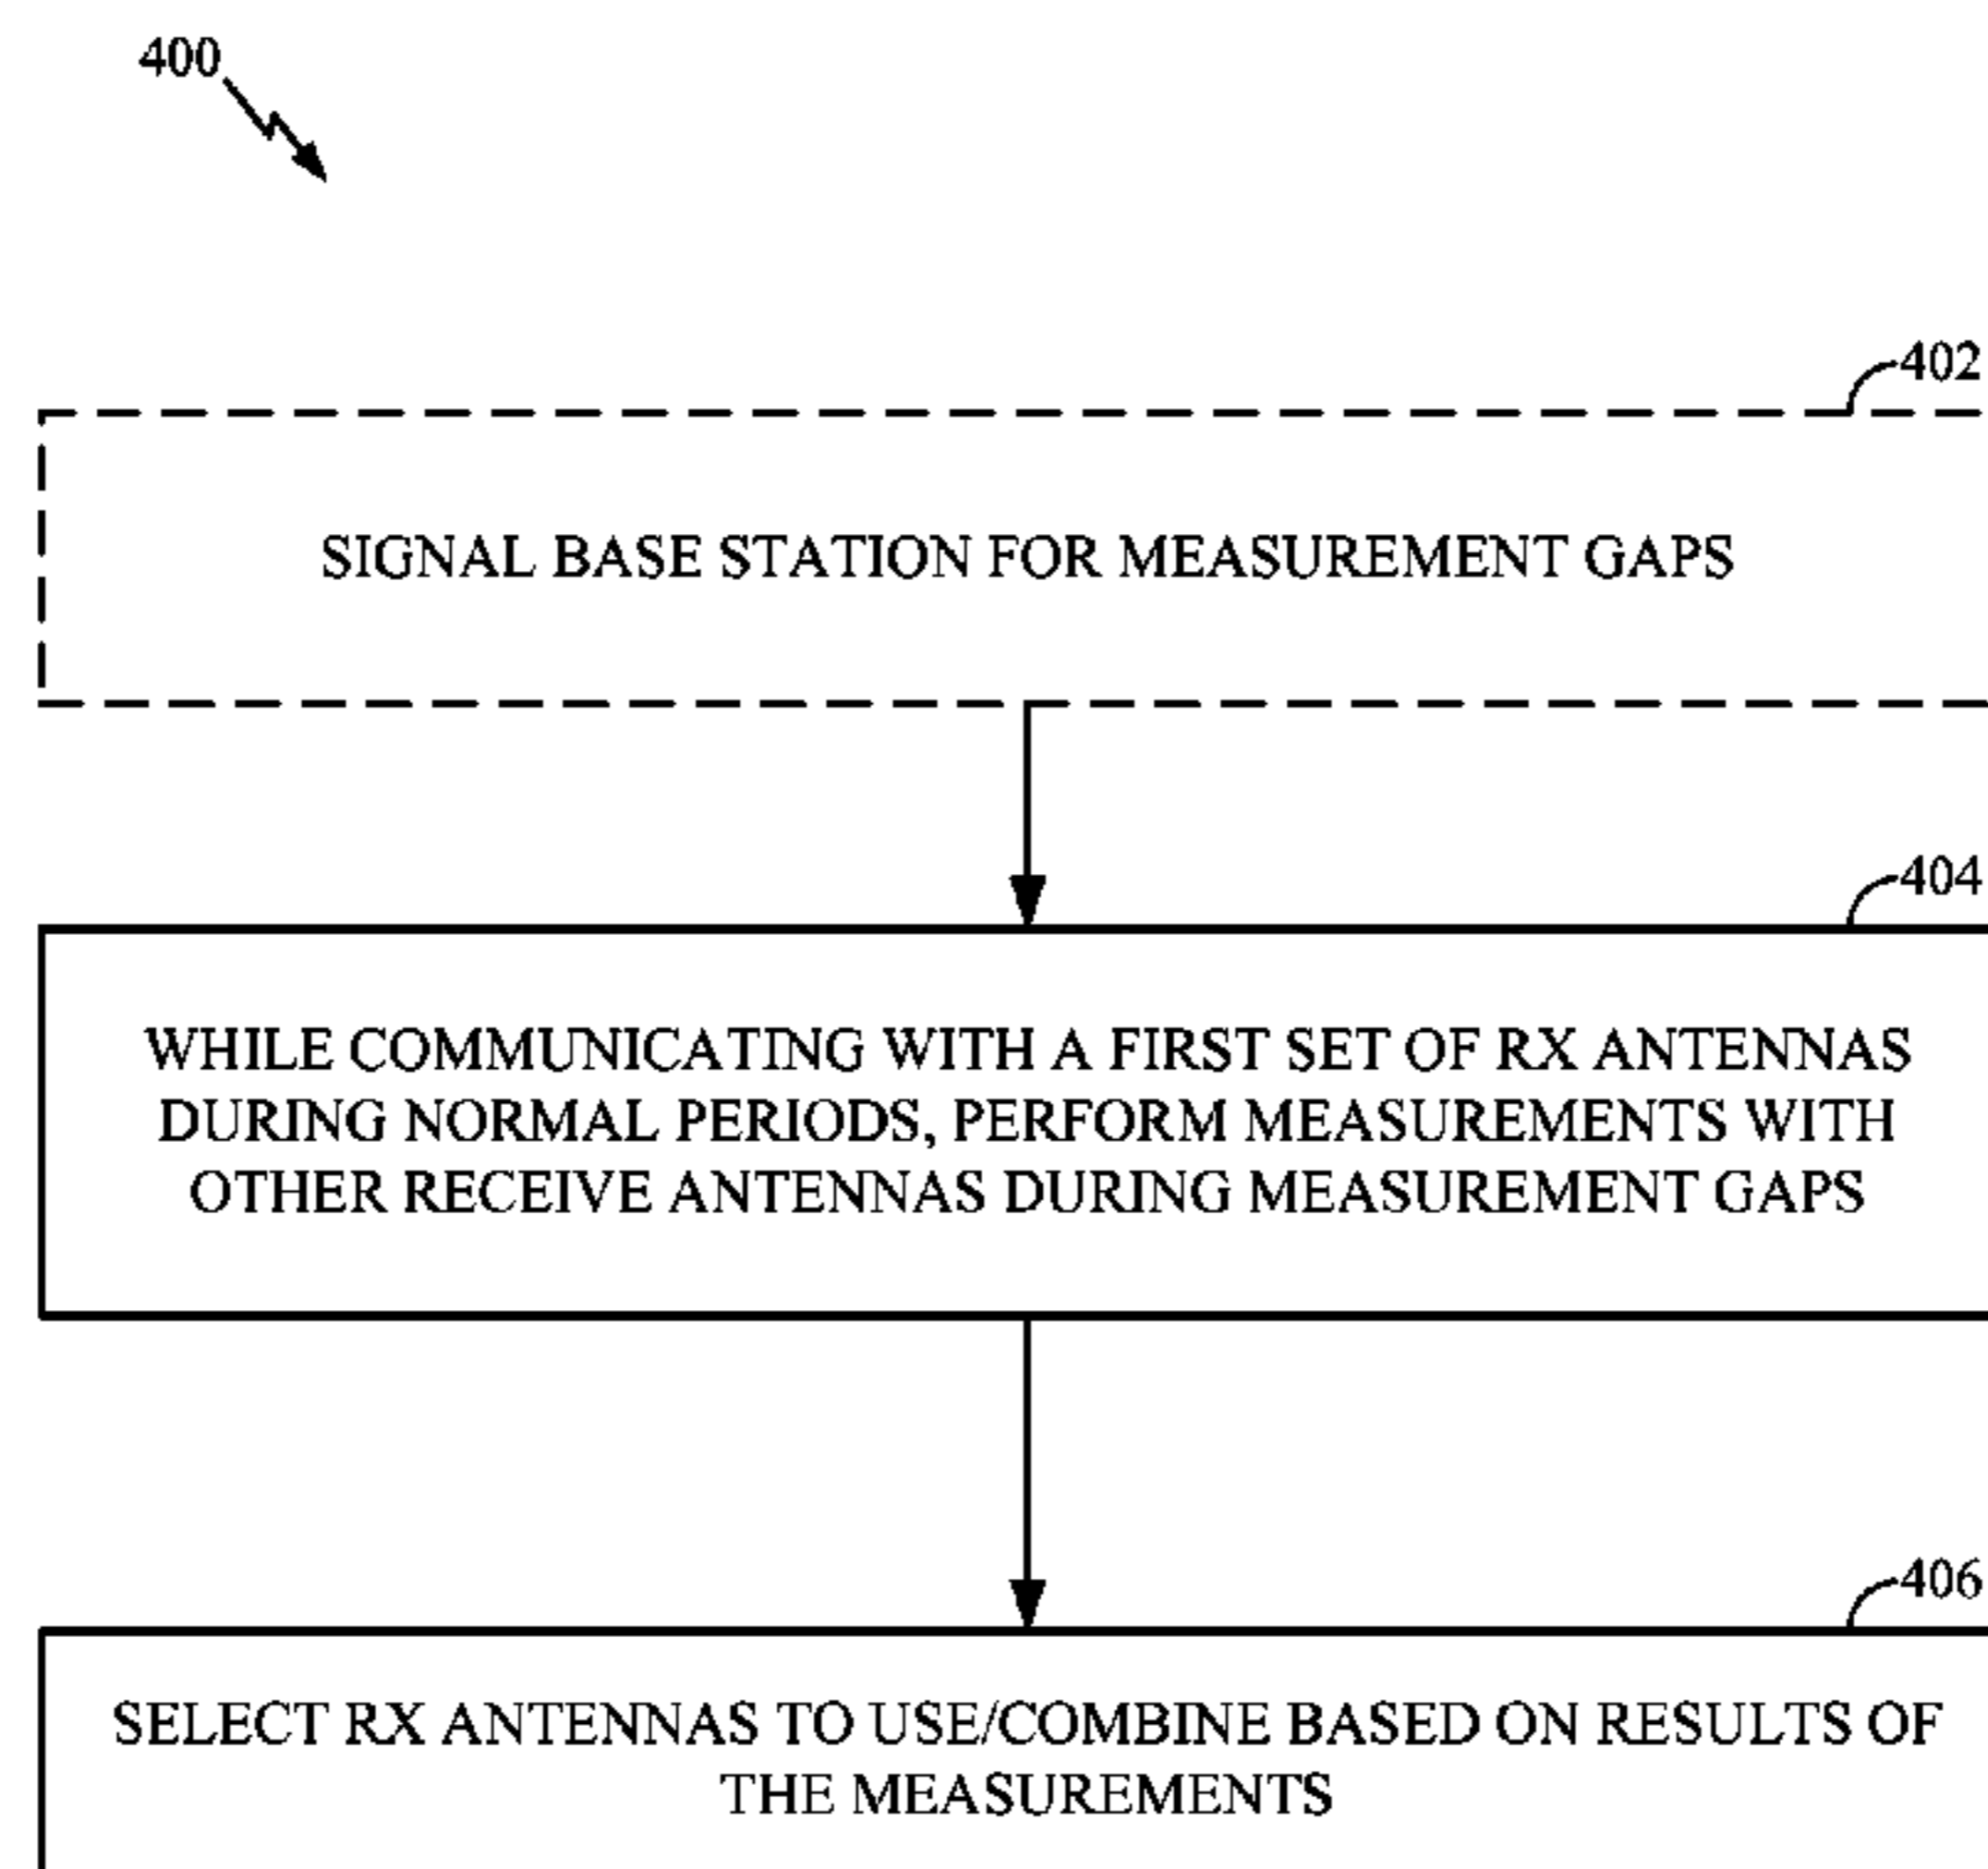 400
402
SIGNAL BASE STATION FOR MEASUREMENT GAPS
404
WHILE COMMUNICATING WITH A FIRST SET OF RX ANTENNAS
DURING NORMAL PERIODS, PERFORM MEASUREMENTS WITH
OTHER RECEIVE ANTENNAS DURING MEASUREMENT GAPS
406
SELECT RX ANTENNAS TO USE/COMBINE BASED ON RESULTS OF
THE MEASUREMENTS